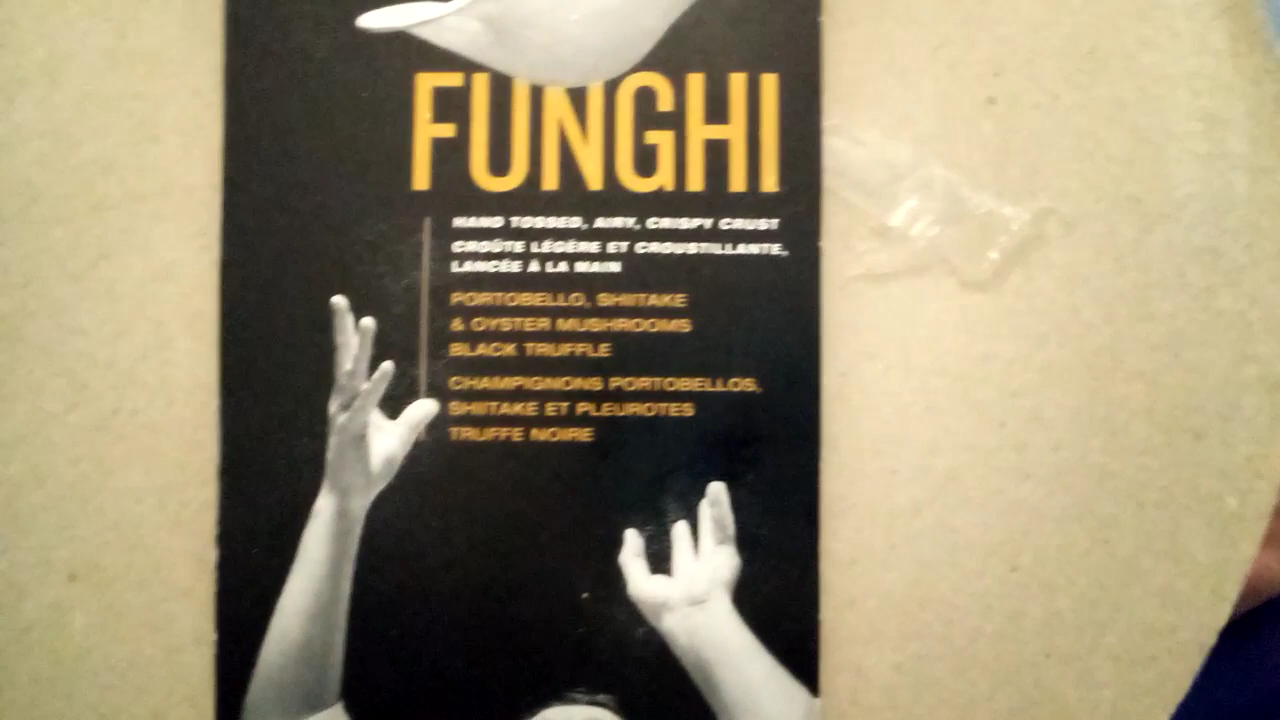 FUNGHI
HAND TOSSED, AIRY, CRISPY CRUST
CROÛTE LÉGÈRE ET CROUSTILLANTE,
LANCÉE À LA MAIN
PORTOBELLO, SHIITAKE
& OYSTER MUSHROOMS
BLACK TRUFFLE
CHAMPIGNONS PORTOBELLOS,
SHIITAKE ET PLEUROTES
TRUFFE NOIRE